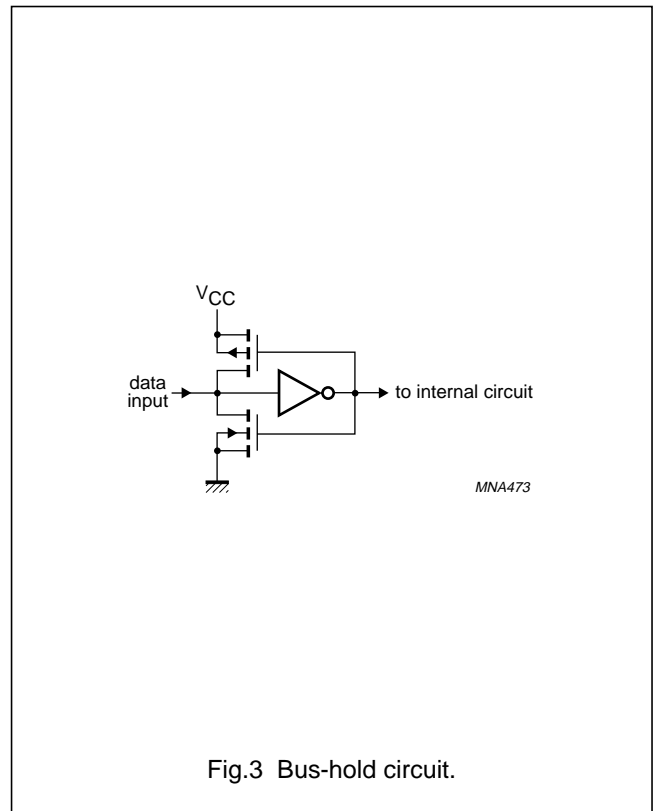 VCC
data
input
to internal circuit
MNA473
Fig.3 Bus-hold circuit.